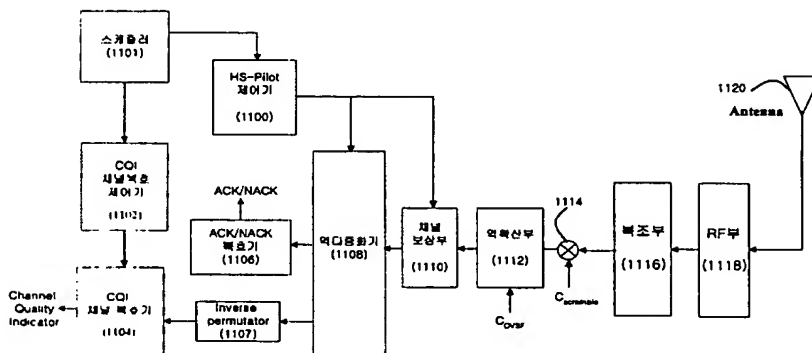 스케쥴러
(1101)
HS-Pilot
제어기
(1100)
1120
Antenna
CQI
채널복호
제어기
(1102)
ACK/NACK
ACK/NACK
복호기
(1106)
역다중화기
(1108)
채널
보상부
(1110)
역확산부
(1112)
1114
복조부
(1116)
RF부
(1118)
Channel
Quality
Indicator
CQI
채널 복호기
(1104)
Inverse
permutator
(1107)
COVSF
Cscramble